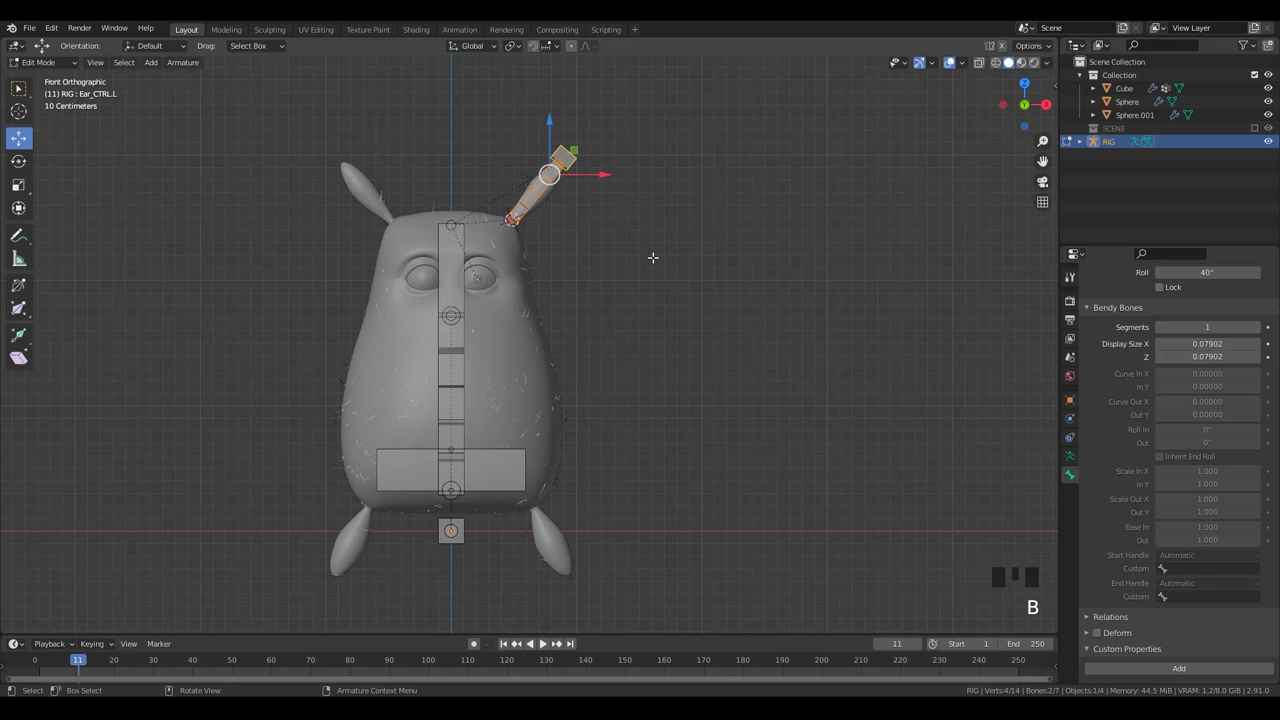 File Edit Render Window Help Layout Modeling Sculpting UV Editing Texture Paint Shading Animation Rendering Compositing Scripting + Scene View Layer
Orientation: Default Drag: Select Box Global X Options
Edit Mode View Select Add Armature
Front Orthographic
(11) RIG : Ear_CTRL.L
10 Centimeters
Z
Y
X
Scene Collection
Collection
Cube
Sphere
Sphere.001
SCENE
RIG
Roll 40°
Lock
Bendy Bones
Segments 1
Display Size X 0.07902
Z 0.07902
Curve In X 0.00000
In Y 0.00000
Curve Out X 0.00000
Out Y 0.00000
Roll In 0°
Out 0°
Inherit End Roll
Scale In X 1.000
In Y 1.000
Scale Out X 1.000
Out Y 1.000
Ease In 1.000
Out 1.000
Start Handle Automatic
Custom
End Handle Automatic
Custom
Relations
Deform
Custom Properties
Add
B
Playback Keying View Marker 11 Start 1 End 250
0 11 20 30 40 50 60 70 80 90 100 110 120 130 140 150 160 170 180 190 200 210 220 230 240 250
Select Box Select Rotate View Armature Context Menu RIG | Verts:4/14 | Bones:2/7 | Objects:1/4 | Memory: 44.5 MiB | VRAM: 1.2/8.0 GiB | 2.91.0